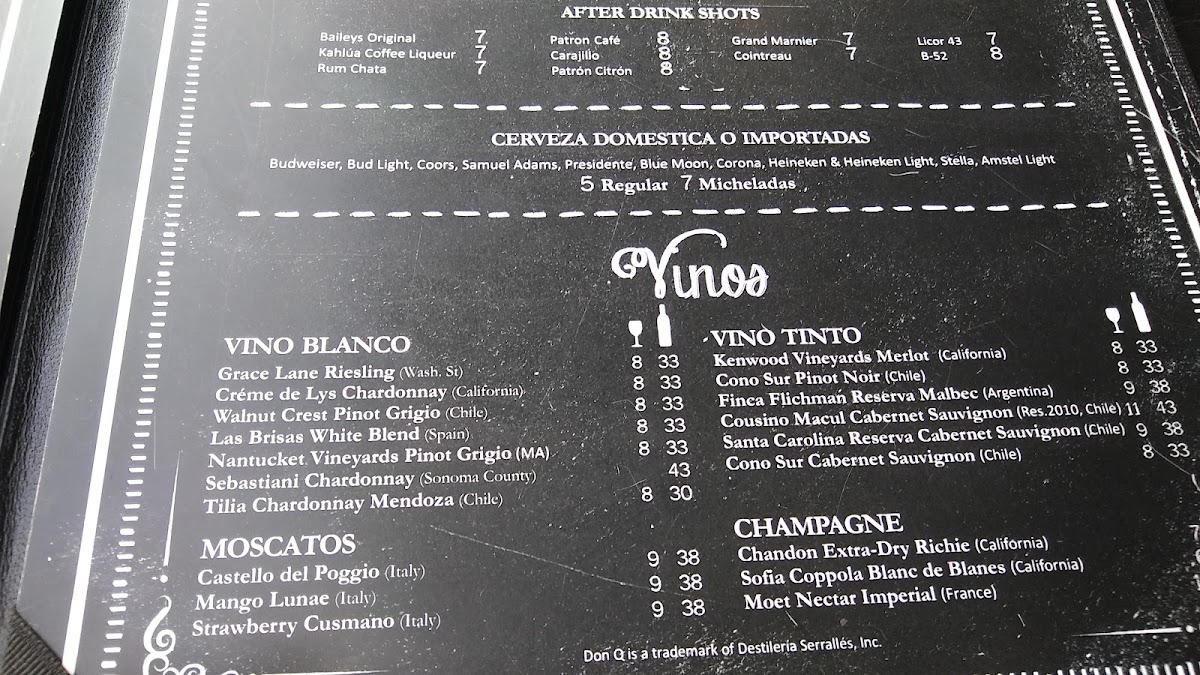 AFTER DRINK SHOTS
Baileys Original 7
Kahlúa Coffee Liqueur 7
Rum Chata 7
Patron Café 8
Carajillo 8
Patrón Citrón 8
Grand Marnier 7
Cointreau 7
Licor 43 7
B-52 8
CERVEZA DOMESTICA O IMPORTADAS
Budweiser, Bud Light, Coors, Samuel Adams, Presidente, Blue Moon, Corona, Heineken & Heineken Light, Stella, Amstel Light
5 Regular 7 Micheladas
Vinos
VINO BLANCO
Grace Lane Riesling (Wash. St) 8 33
Créme de Lys Chardonnay (California) 8 33
Walnut Crest Pinot Grigio (Chile) 8 33
Las Brisas White Blend (Spain) 8 33
Nantucket Vineyards Pinot Grigio (MA) 8 33
Sebastiani Chardonnay (Sonoma County) 43
Tilia Chardonnay Mendoza (Chile) 8 30
MOSCATOS
Castello del Poggio (Italy) 9 38
Mango Lunae (Italy) 9 38
Strawberry Cusmano (Italy) 9 38
VINO TINTO
Kenwood Vineyards Merlot (California) 8 33
Cono Sur Pinot Noir (Chile) 8 33
Finca Flichman Reserva Malbec (Argentina) 9 38
Cousino Macul Cabernet Sauvignon (Res.2010, Chile) 11 43
Santa Carolina Reserva Cabernet Sauvignon (Chile) 9 38
Cono Sur Cabernet Sauvignon (Chile) 8 33
CHAMPAGNE
Chandon Extra-Dry Richie (California)
Sofia Coppola Blanc de Blanes (California)
Moet Nectar Imperial (France)
Don Q is a trademark of Destilería Serrallés, Inc.